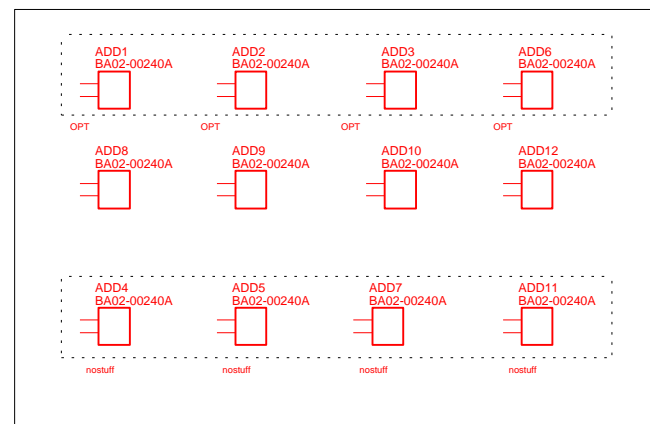 ADD1 ADD2 ADD3 ADD6
BA02-00240A BA02-00240A BA02-00240A BA02-00240A
OPT OPT OPT OPT
ADD8 ADD9 ADD10 ADD12
BA02-00240A BA02-00240A BA02-00240A BA02-00240A
ADD4 ADD5 ADD7 ADD11
BA02-00240A BA02-00240A BA02-00240A BA02-00240A
nostuff nostuff nostuff nostuff